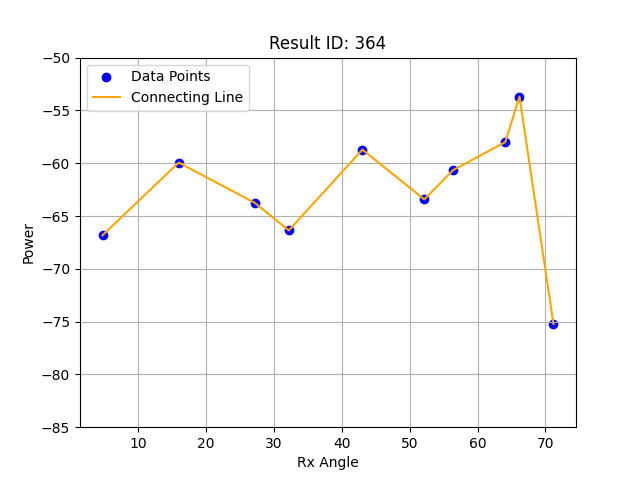 Result ID: 364
Data Points
Connecting Line
−50
−55
−60
−65
−70
−75
−80
−85
Power
10 20 30 40 50 60 70
Rx Angle